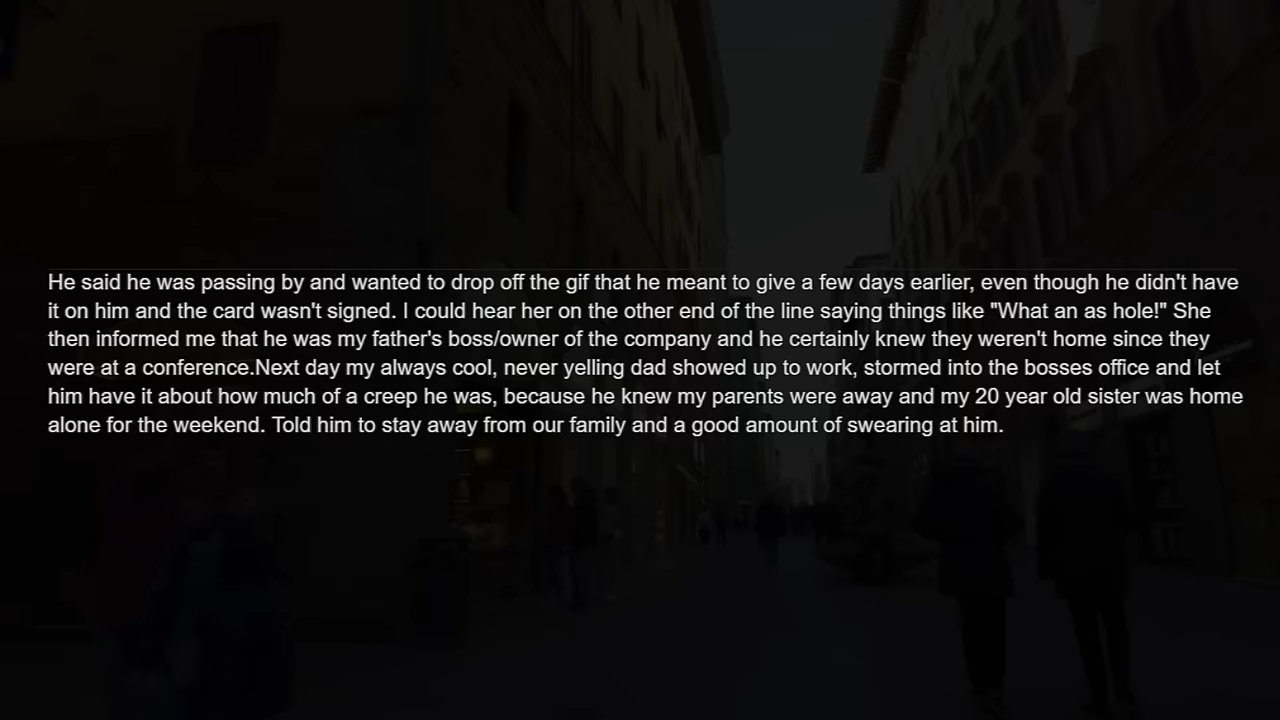 He said he was passing by and wanted to drop off the gif that he meant to give a few days earlier, even though he didn't have
it on him and the card wasn't signed. I could hear her on the other end of the line saying things like "What an as hole!" She
then informed me that he was my father's boss/owner of the company and he certainly knew they weren't home since they
were at a conference.Next day my always cool, never yelling dad showed up to work, stormed into the bosses office and let
him have it about how much of a creep he was, because he knew my parents were away and my 20 year old sister was home
alone for the weekend. Told him to stay away from our family and a good amount of swearing at him.